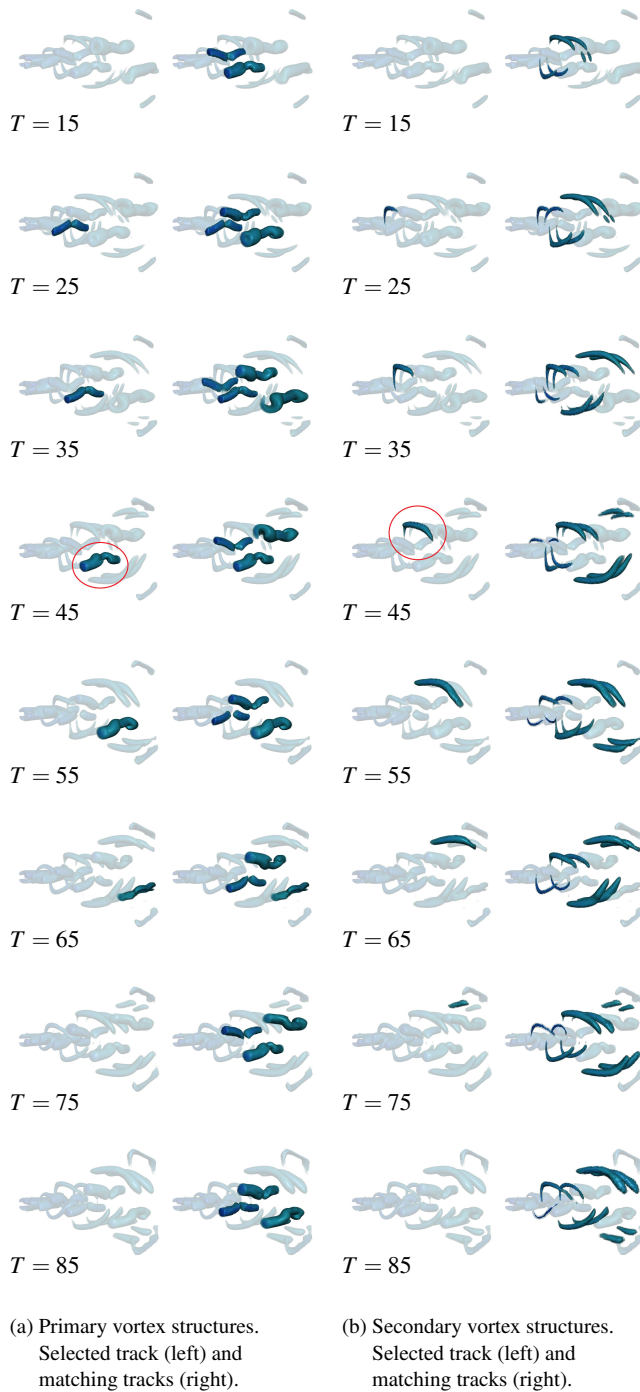 T = 15
T = 15
T = 25
T = 25
T = 35
T = 35
T = 45
T = 45
T = 55
T = 55
T = 65
T = 65
T = 75
T = 75
T = 85
T = 85
(a) Primary vortex structures.
Selected track (left) and
matching tracks (right).
(b) Secondary vortex structures.
Selected track (left) and
matching tracks (right).